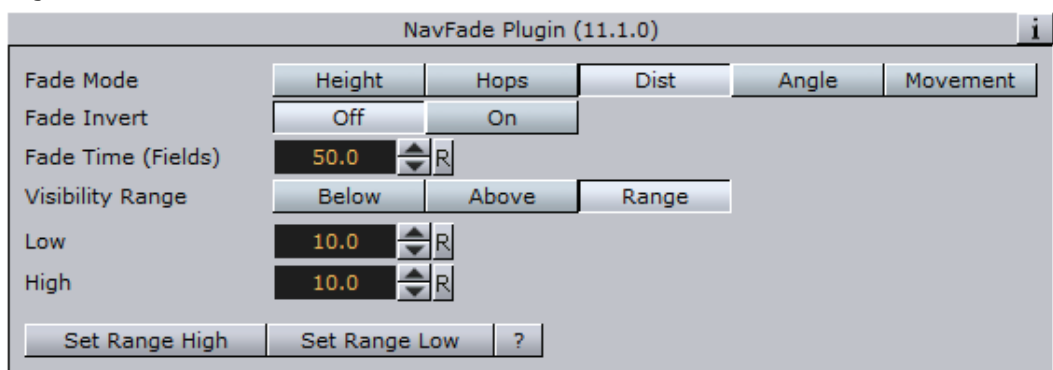 NavFade Plugin (11.1.0) i
Fade Mode Height Hops Dist Angle Movement
Fade Invert Off On
Fade Time (Fields) 50.0 R
Visibility Range Below Above Range
Low 10.0 R
High 10.0 R
Set Range High Set Range Low ?